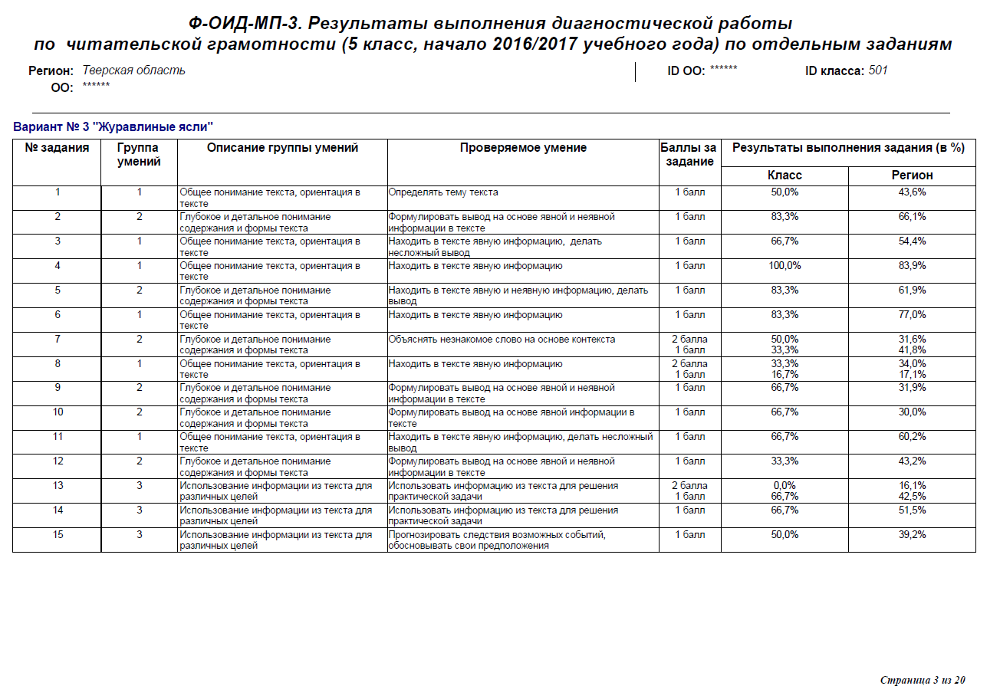 Ф-ОИД-МП-3. Результаты выполнения диагностической работы
по читательской грамотности (5 класс, начало 2016/2017 учебного года) по отдельным заданиям
Регион: Тверская область ID ОО: ****** ID класса: 501
ОО: ******
Вариант № 3 "Журавлиные ясли"
№ задания Группа умений Описание группы умений Проверяемое умение Баллы за задание Результаты выполнения задания (в %)
Класс Регион
1 1 Общее понимание текста, ориентация в тексте Определять тему текста 1 балл 50,0% 43,6%
2 2 Глубокое и детальное понимание содержания и формы текста Формулировать вывод на основе явной и неявной информации в тексте 1 балл 83,3% 66,1%
3 1 Общее понимание текста, ориентация в тексте Находить в тексте явную информацию, делать несложный вывод 1 балл 66,7% 54,4%
4 1 Общее понимание текста, ориентация в тексте Находить в тексте явную информацию 1 балл 100,0% 83,9%
5 2 Глубокое и детальное понимание содержания и формы текста Находить в тексте явную и неявную информацию, делать вывод 1 балл 83,3% 61,9%
6 1 Общее понимание текста, ориентация в тексте Находить в тексте явную информацию 1 балл 83,3% 77,0%
7 2 Глубокое и детальное понимание содержания и формы текста Объяснять незнакомое слово на основе контекста 2 балла 50,0% 31,6%
1 балл 33,3% 41,8%
8 1 Общее понимание текста, ориентация в тексте Находить в тексте явную информацию 2 балла 33,3% 34,0%
1 балл 16,7% 17,1%
9 2 Глубокое и детальное понимание содержания и формы текста Формулировать вывод на основе явной и неявной информации в тексте 1 балл 66,7% 31,9%
10 2 Глубокое и детальное понимание содержания и формы текста Формулировать вывод на основе явной информации в тексте 1 балл 66,7% 30,0%
11 1 Общее понимание текста, ориентация в тексте Находить в тексте явную информацию, делать несложный вывод 1 балл 66,7% 60,2%
12 2 Глубокое и детальное понимание содержания и формы текста Формулировать вывод на основе явной и неявной информации в тексте 1 балл 33,3% 43,2%
13 3 Использование информации из текста для различных целей Использовать информацию из текста для решения практической задачи 2 балла 0,0% 16,1%
1 балл 66,7% 42,5%
14 3 Использование информации из текста для различных целей Использовать информацию из текста для решения практической задачи 1 балл 66,7% 51,5%
15 3 Использование информации из текста для различных целей Прогнозировать следствия возможных событий, обосновывать свои предположения 1 балл 50,0% 39,2%
Страница 3 из 20